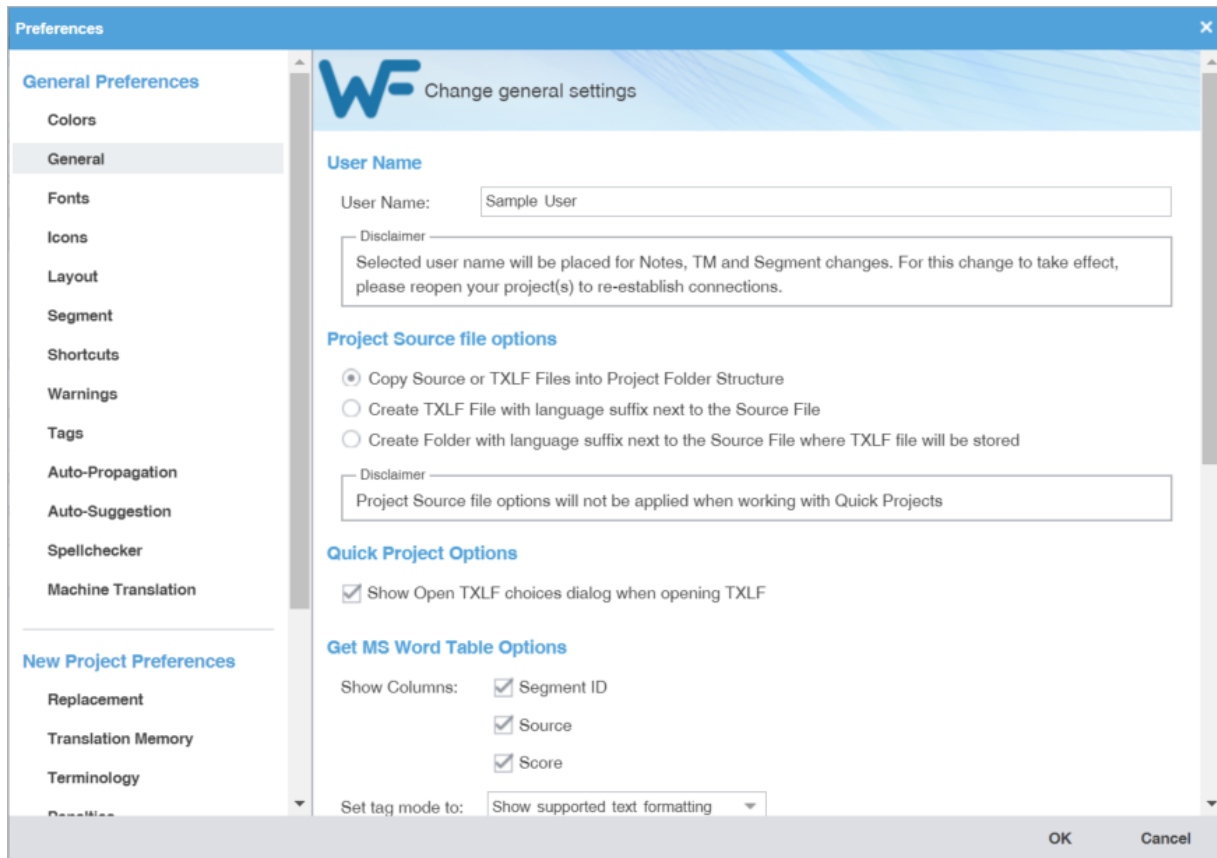 Preferences
General Preferences
Colors
General
Fonts
Icons
Layout
Segment
Shortcuts
Warnings
Tags
Auto-Propagation
Auto-Suggestion
Spellchecker
Machine Translation
New Project Preferences
Replacement
Translation Memory
Terminology
Penalties
WF Change general settings
User Name
User Name: Sample User
Disclaimer
Selected user name will be placed for Notes, TM and Segment changes. For this change to take effect,
please reopen your project(s) to re-establish connections.
Project Source file options
Copy Source or TXLF Files into Project Folder Structure
Create TXLF File with language suffix next to the Source File
Create Folder with language suffix next to the Source File where TXLF file will be stored
Disclaimer
Project Source file options will not be applied when working with Quick Projects
Quick Project Options
Show Open TXLF choices dialog when opening TXLF
Get MS Word Table Options
Show Columns: Segment ID
Source
Score
Set tag mode to: Show supported text formatting
OK Cancel